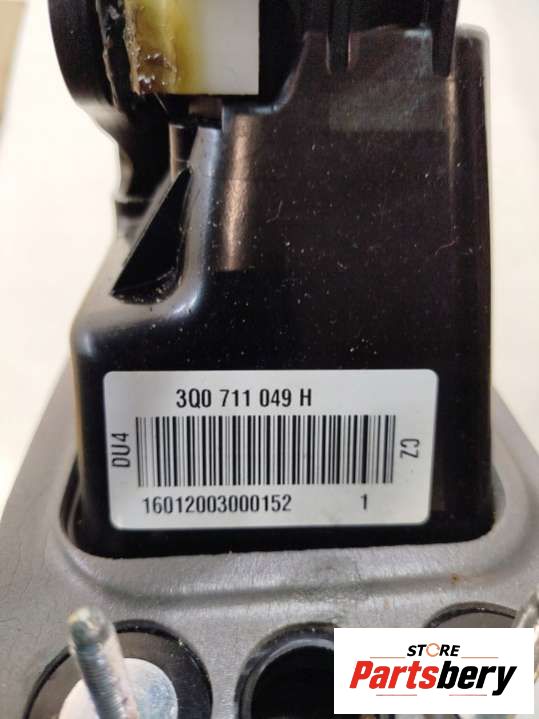 3Q0 711 049 H
DU4
CZ
16012003000152 1
STORE
Partsbery